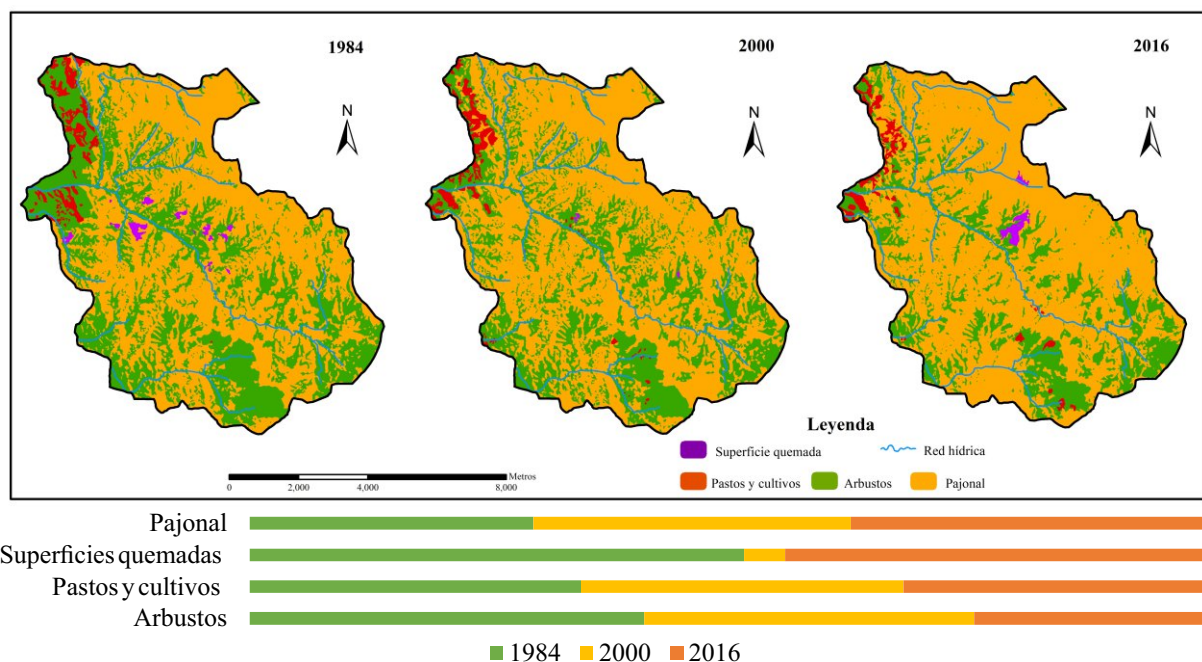 1984
2000
2016
N
N
N
Leyenda
Superficie quemada
Red hídrica
Pastos y cultivos
Arbustos
Pajonal
Metros
0 2,000 4,000 8,000
Pajonal
Superficies quemadas
Pastos y cultivos
Arbustos
1984 2000 2016